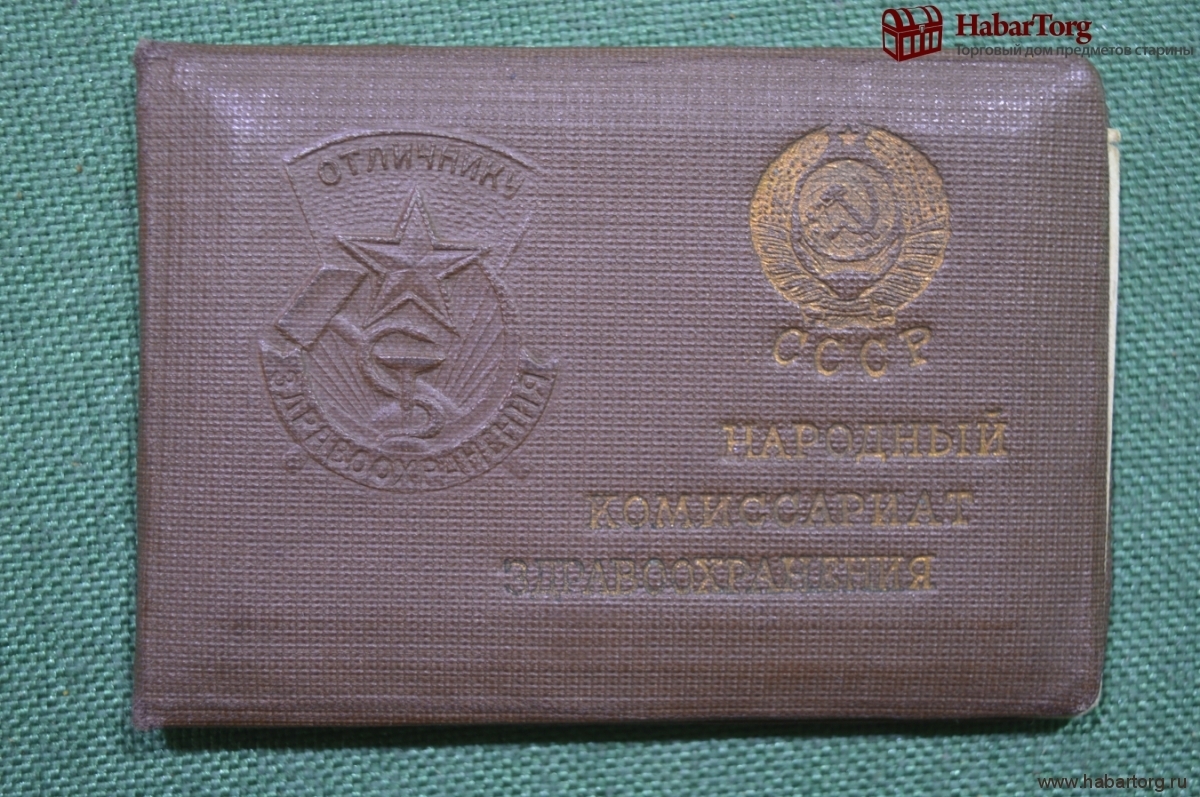 HabarTorg
Торговый дом предметов старины
ОТЛИЧНИКУ
ЗДРАВООХРАНЕНИЯ
СССР
НАРОДНЫЙ
КОМИССАРИАТ
ЗДРАВООХРАНЕНИЯ
www.habartorg.ru